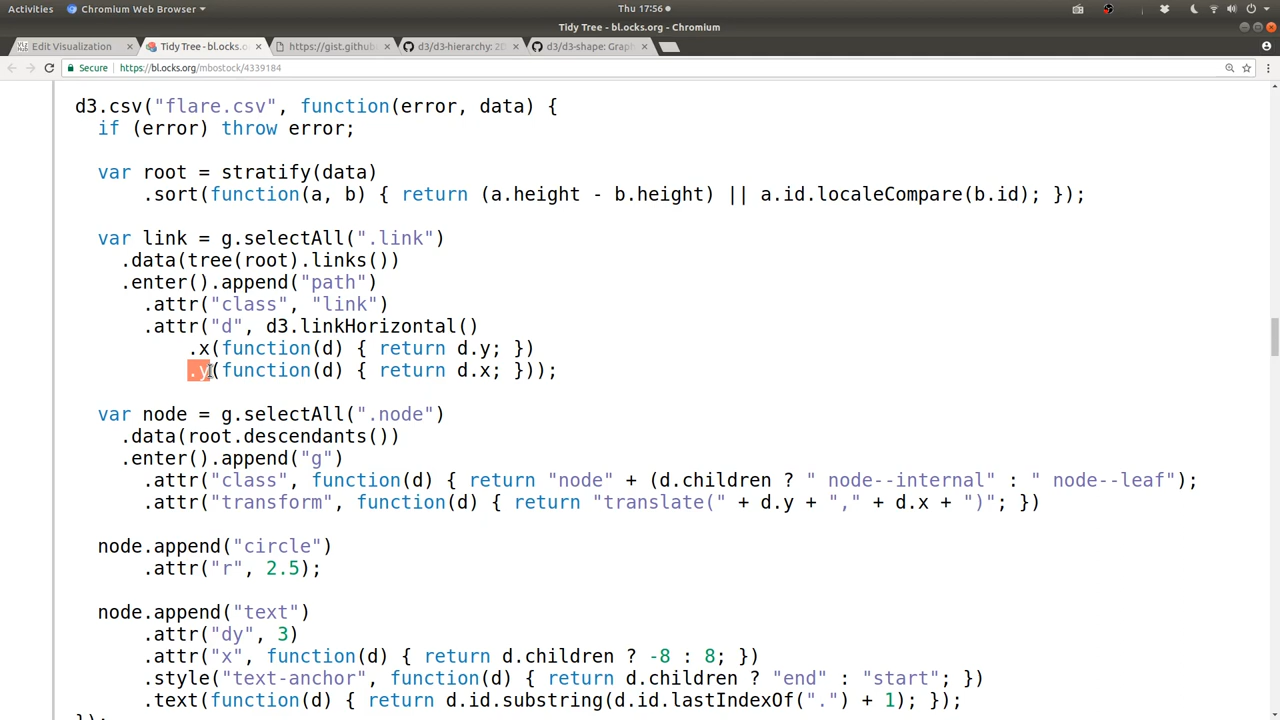 Activities Chromium Web Browser Thu 17:56
Tidy Tree - bl.ocks.org - Chromium
Edit Visualization × Tidy Tree - bl.ocks.o × https://gist.githubu × d3/d3-hierarchy: 2D × d3/d3-shape: Graph ×
Secure https://bl.ocks.org/mbostock/4339184
d3.csv("flare.csv", function(error, data) {
if (error) throw error;
var root = stratify(data)
.sort(function(a, b) { return (a.height - b.height) || a.id.localeCompare(b.id); });
var link = g.selectAll(".link")
.data(tree(root).links())
.enter().append("path")
.attr("class", "link")
.attr("d", d3.linkHorizontal()
.x(function(d) { return d.y; })
.y(function(d) { return d.x; }));
var node = g.selectAll(".node")
.data(root.descendants())
.enter().append("g")
.attr("class", function(d) { return "node" + (d.children ? " node--internal" : " node--leaf");
.attr("transform", function(d) { return "translate(" + d.y + "," + d.x + ")"; })
node.append("circle")
.attr("r", 2.5);
node.append("text")
.attr("dy", 3)
.attr("x", function(d) { return d.children ? -8 : 8; })
.style("text-anchor", function(d) { return d.children ? "end" : "start"; })
.text(function(d) { return d.id.substring(d.id.lastIndexOf(".") + 1); });
});